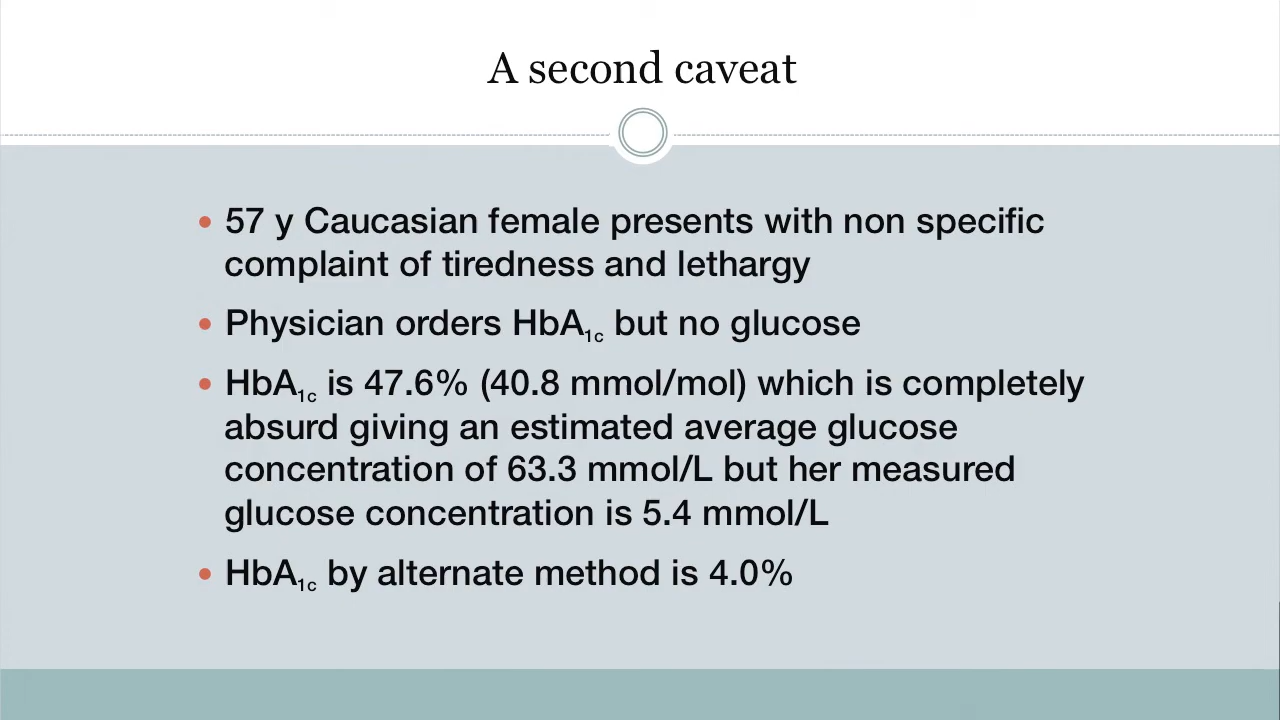 A second caveat
• 57 y Caucasian female presents with non specific
complaint of tiredness and lethargy
• Physician orders HbA1c but no glucose
• HbA1c is 47.6% (40.8 mmol/mol) which is completely
absurd giving an estimated average glucose
concentration of 63.3 mmol/L but her measured
glucose concentration is 5.4 mmol/L
• HbA1c by alternate method is 4.0%